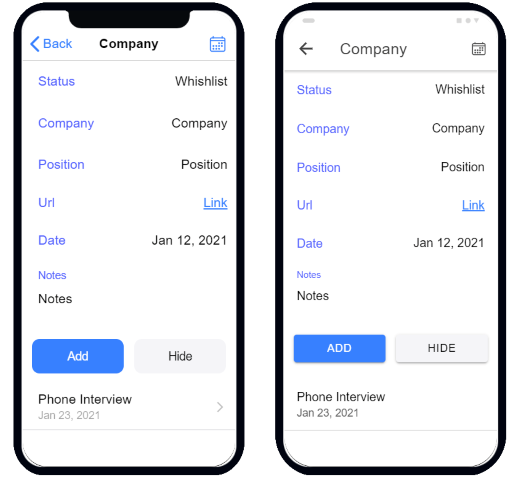 Back Company
Status Whishlist
Company Company
Position Position
Url Link
Date Jan 12, 2021
Notes
Notes
Add Hide
Phone Interview
Jan 23, 2021
Company
Status Whishlist
Company Company
Position Position
Url Link
Date Jan 12, 2021
Notes
Notes
ADD HIDE
Phone Interview
Jan 23, 2021